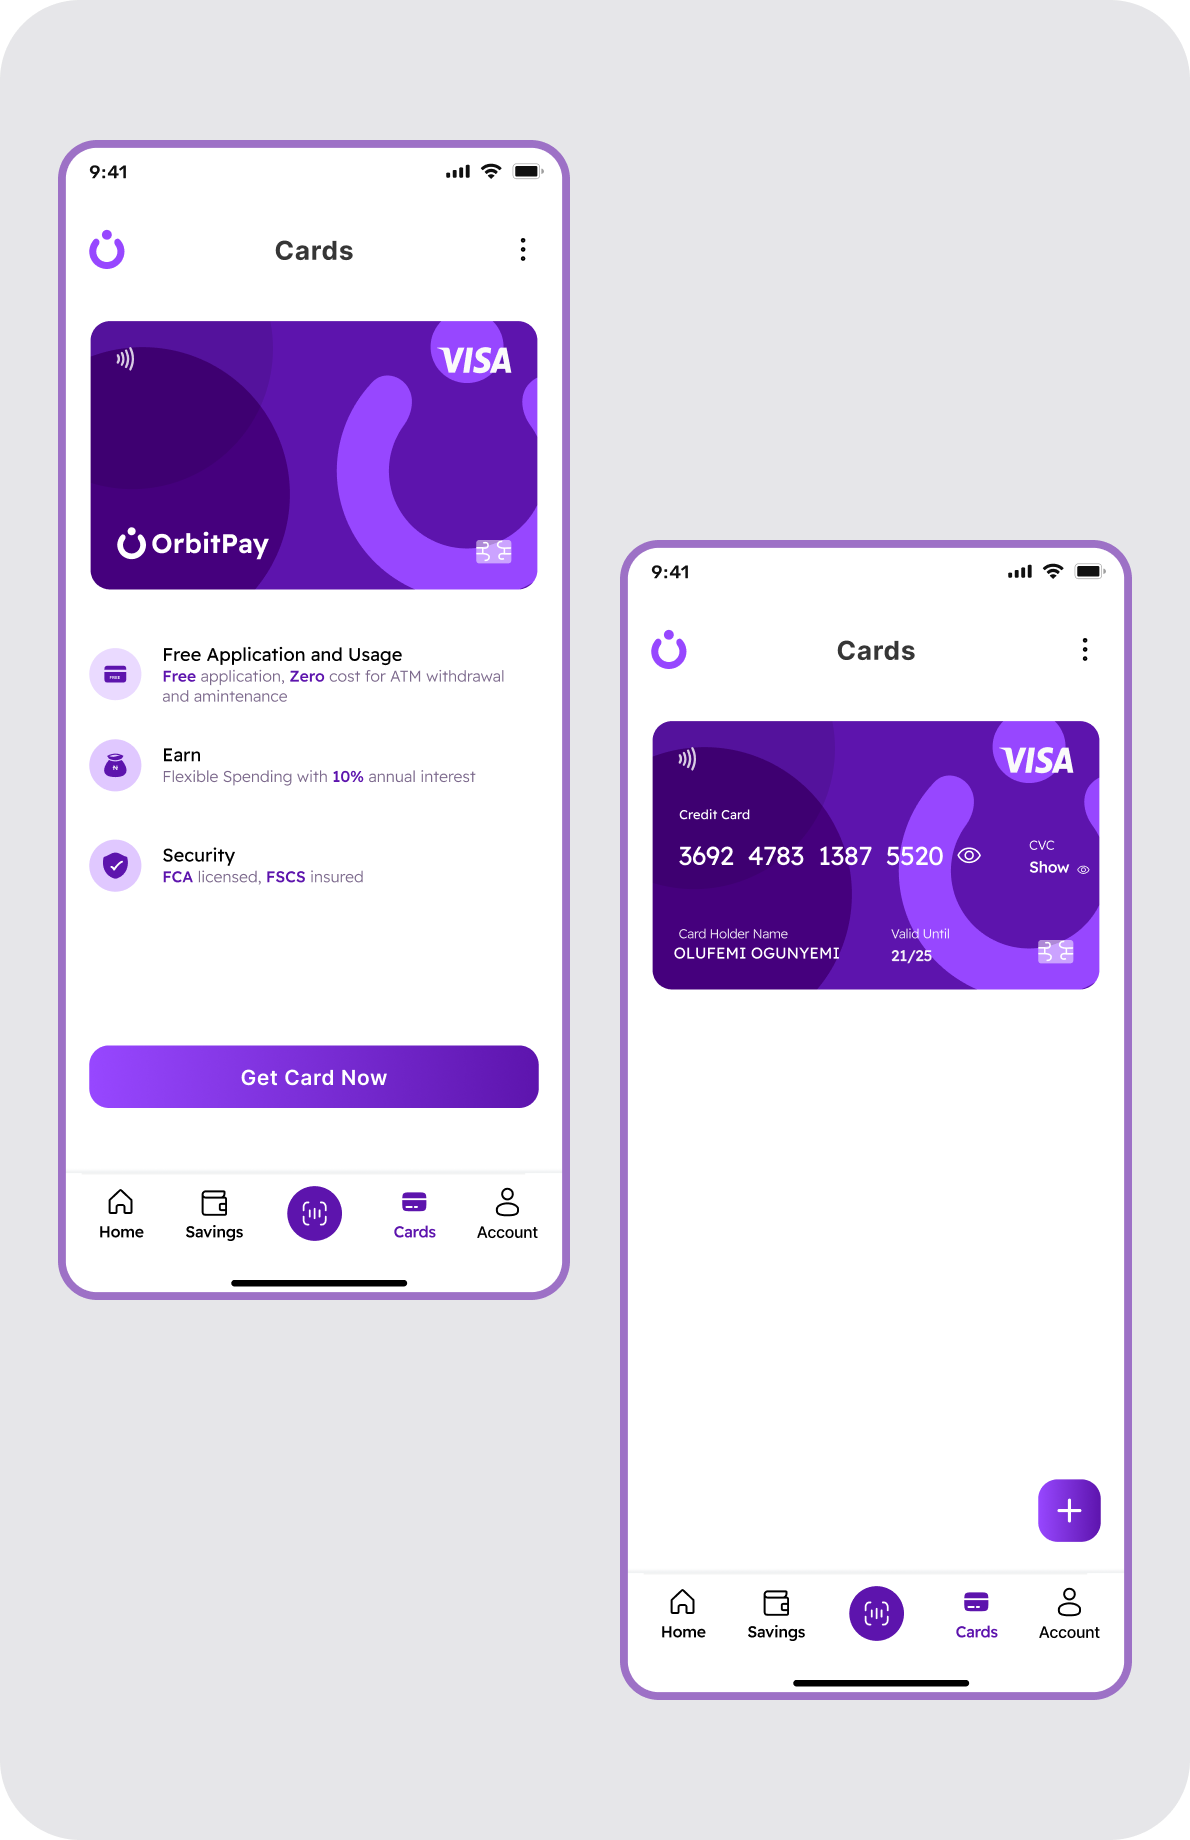 9:41
Cards
VISA
OrbitPay
Free Application and Usage
FREE
Free application, Zero cost for ATM withdrawal
and amintenance
Earn
Flexible Spending with 10% annual interest
Security
FCA licensed, FSCS insured
Get Card Now
Home
Savings
Cards
Account
9:41
Cards
VISA
Credit Card
3692 4783 1387 5520
CVC
Show
Card Holder Name
Valid Until
OLUFEMI OGUNYEMI
21/25
Home
Savings
Cards
Account